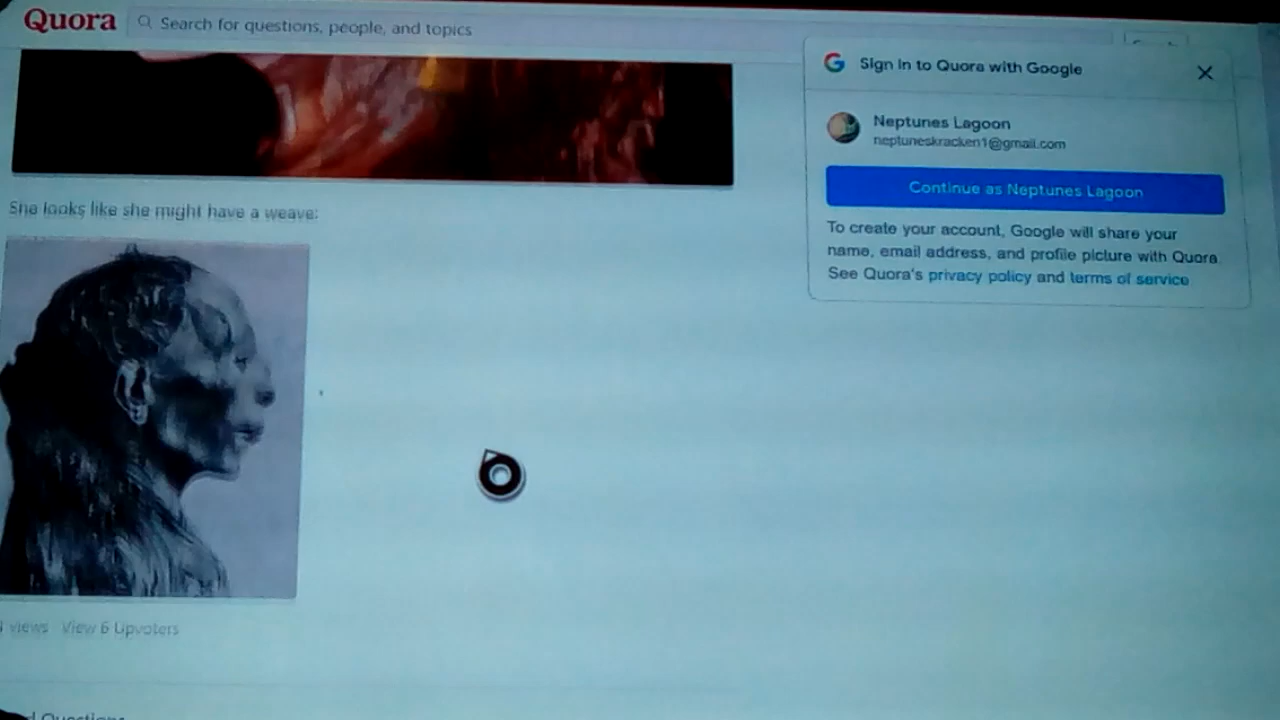 Quora
Search for questions, people, and topics
Sign in to Quora with Google
Neptunes Lagoon
neptuneskracken1@gmail.com
Continue as Neptunes Lagoon
To create your account, Google will share your
name, email address, and profile picture with Quora.
See Quora's privacy policy and terms of service
She looks like she might have a weave:
views View 6 Upvoters
Questions